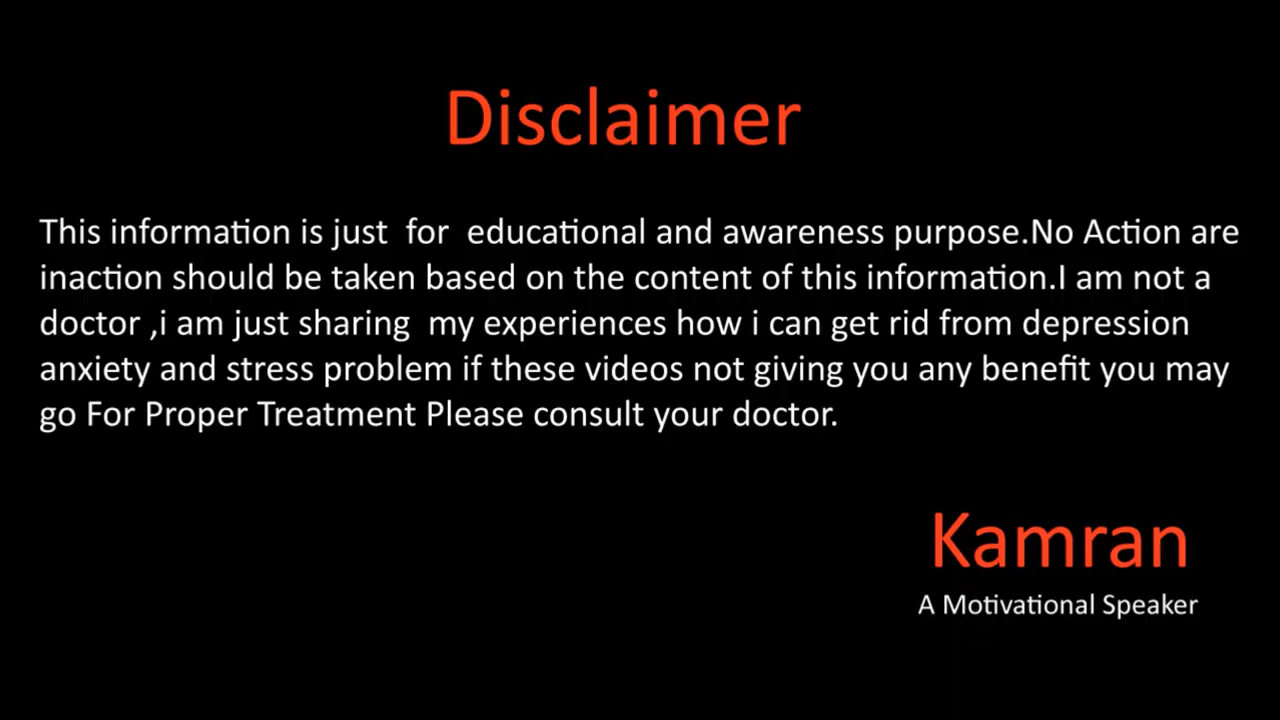 Disclaimer
This information is just for educational and awareness purpose.No Action are
inaction should be taken based on the content of this information.I am not a
doctor ,i am just sharing my experiences how i can get rid from depression
anxiety and stress problem if these videos not giving you any benefit you may
go For Proper Treatment Please consult your doctor.
Kamran
A Motivational Speaker